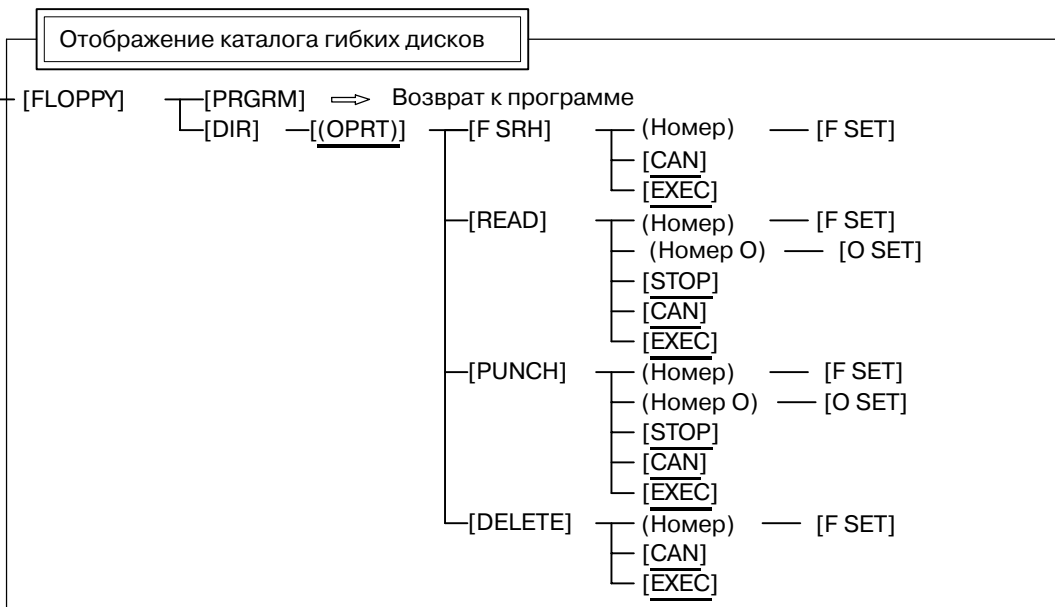 Отображение каталога гибких дисков
[FLOPPY] [PRGRM] ⇒ Возврат к программе
[DIR] [(OPRT)] [F SRH] (Номер) [F SET]
[CAN]
[EXEC]
[READ] (Номер) [F SET]
(Номер O) [O SET]
[STOP]
[CAN]
[EXEC]
[PUNCH] (Номер) [F SET]
(Номер O) [O SET]
[STOP]
[CAN]
[EXEC]
[DELETE] (Номер) [F SET]
[CAN]
[EXEC]